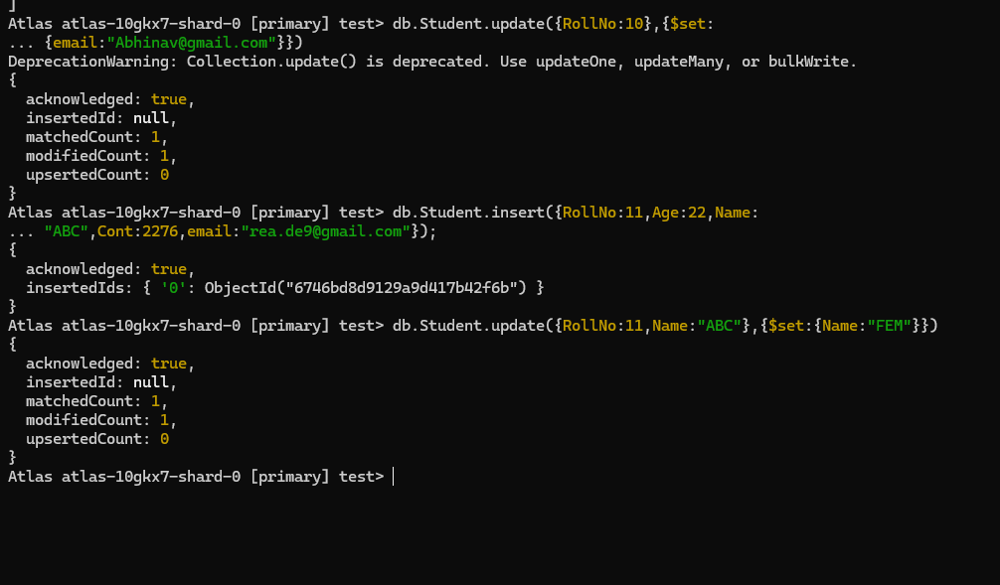 ]
Atlas atlas-10gkx7-shard-0 [primary] test> db.Student.update({RollNo:10},{$set:
... {email:"Abhinav@gmail.com"}})
DeprecationWarning: Collection.update() is deprecated. Use updateOne, updateMany, or bulkWrite.
{
  acknowledged: true,
  insertedId: null,
  matchedCount: 1,
  modifiedCount: 1,
  upsertedCount: 0
}
Atlas atlas-10gkx7-shard-0 [primary] test> db.Student.insert({RollNo:11,Age:22,Name:
... "ABC",Cont:2276,email:"rea.de9@gmail.com"});
{
  acknowledged: true,
  insertedIds: { '0': ObjectId("6746bd8d9129a9d417b42f6b") }
}
Atlas atlas-10gkx7-shard-0 [primary] test> db.Student.update({RollNo:11,Name:"ABC"},{$set:{Name:"FEM"}})
{
  acknowledged: true,
  insertedId: null,
  matchedCount: 1,
  modifiedCount: 1,
  upsertedCount: 0
}
Atlas atlas-10gkx7-shard-0 [primary] test>